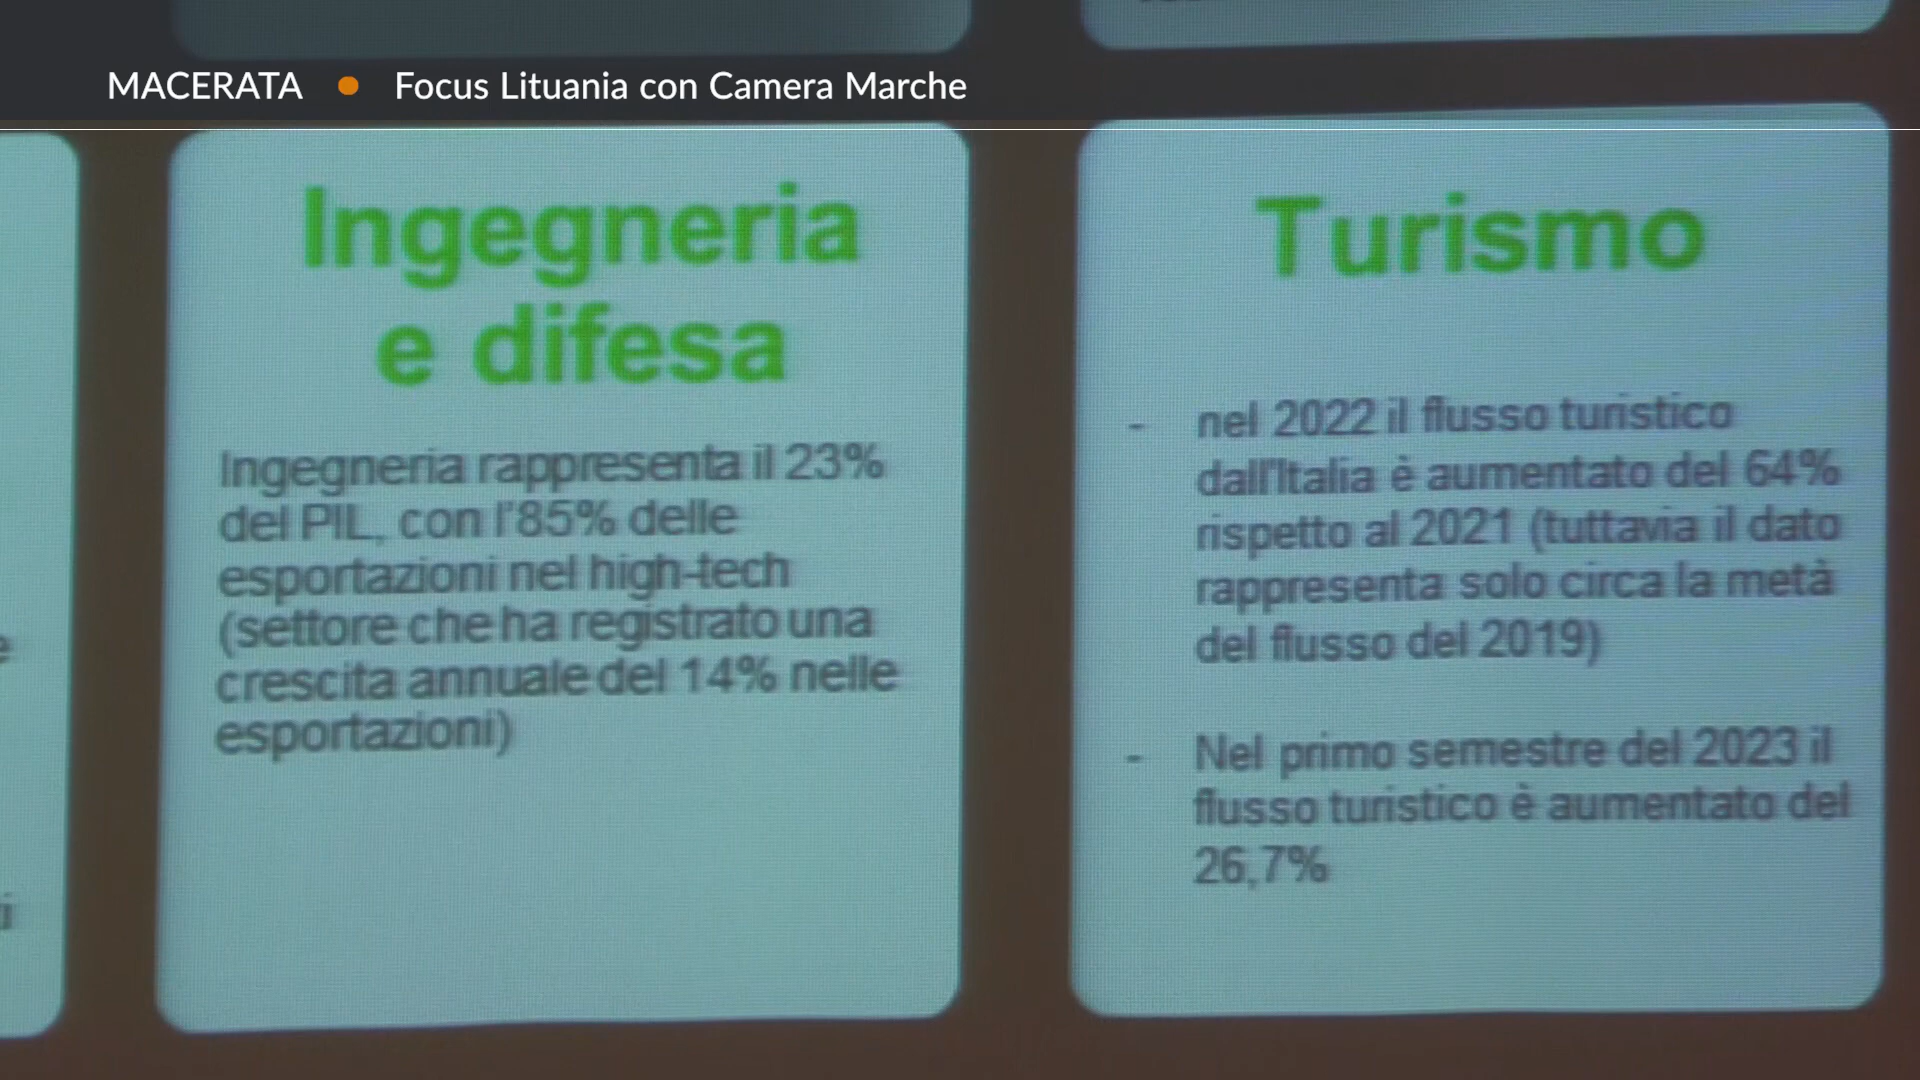 MACERATA • Focus Lituania con Camera Marche
Ingegneria
e difesa
Ingegneria rappresenta il 23%
del PIL, con l'85% delle
esportazioni nel high-tech
(settore che ha registrato una
crescita annuale del 14% nelle
esportazioni)
Turismo
- nel 2022 il flusso turistico
dall'Italia è aumentato del 64%
rispetto al 2021 (tuttavia il dato
rappresenta solo circa la metà
del flusso del 2019)
- Nel primo semestre del 2023 il
flusso turistico è aumentato del
26,7%